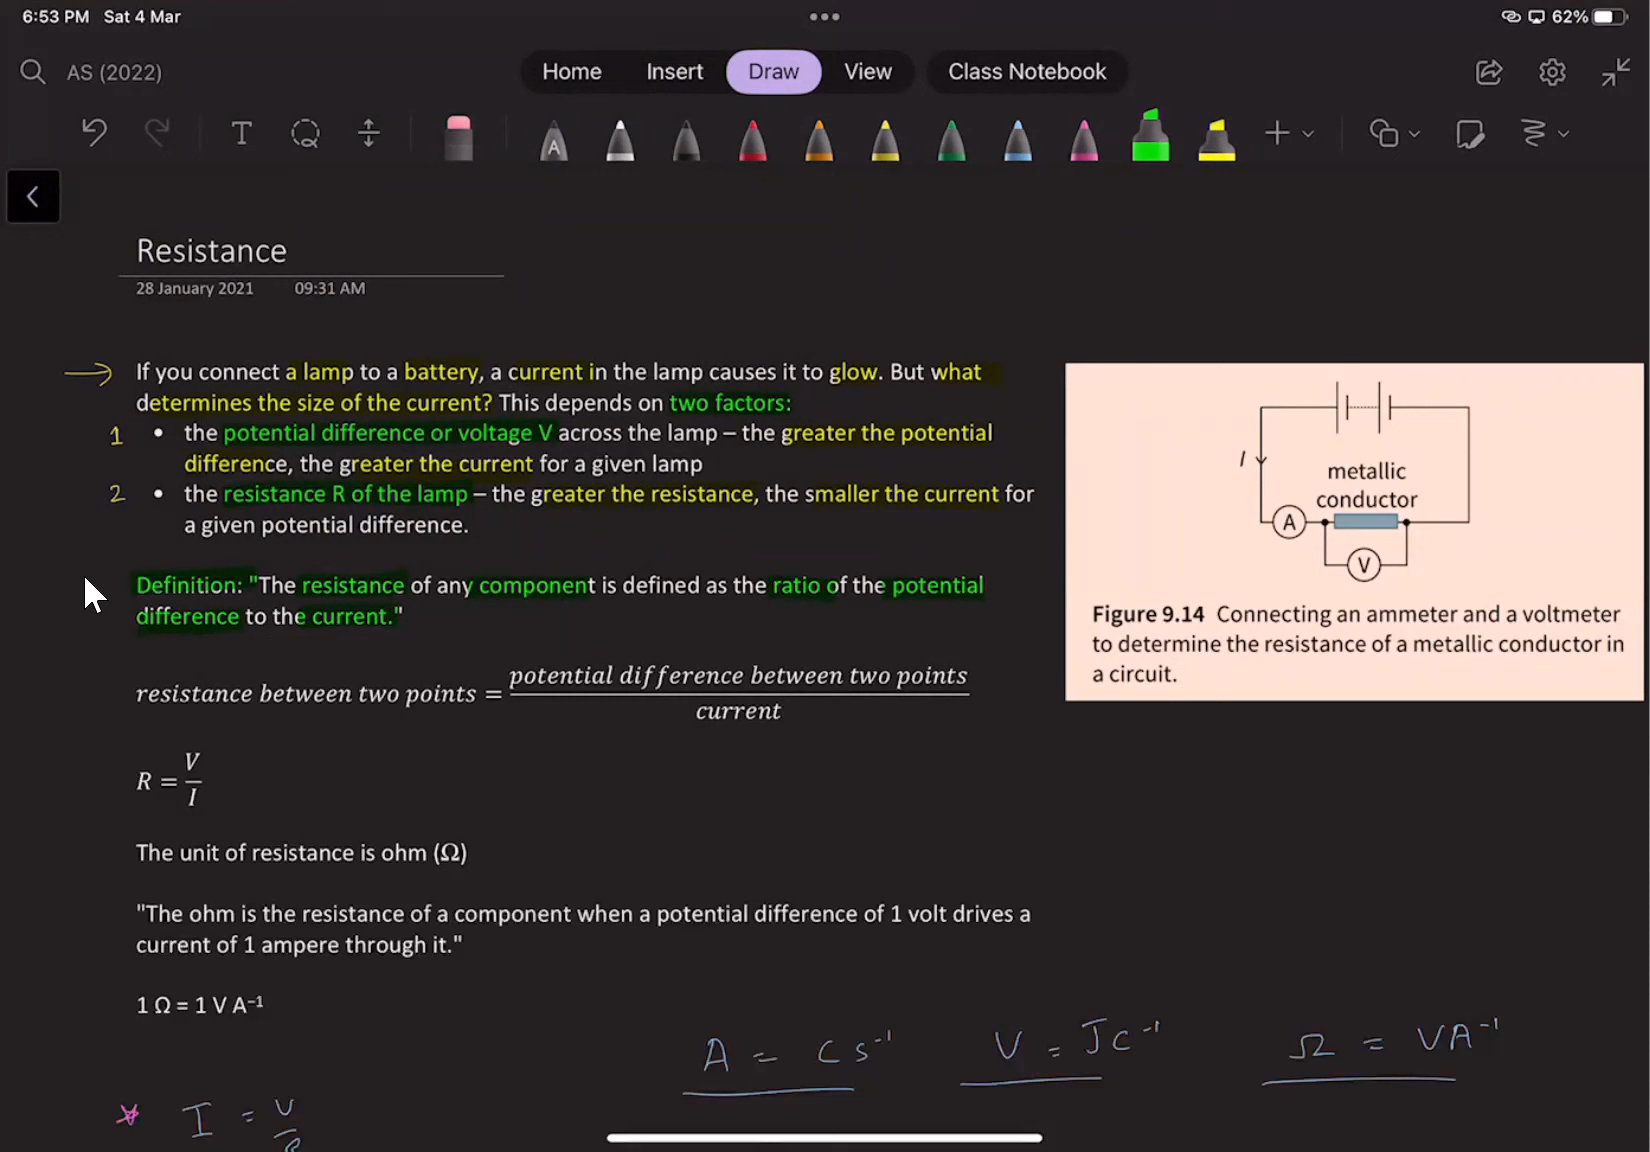 6:53 PM Sat 4 Mar
62%
AS (2022)
Home Insert Draw View Class Notebook
T
A
Resistance
28 January 2021 09:31 AM
If you connect a lamp to a battery, a current in the lamp causes it to glow. But what
determines the size of the current? This depends on two factors:
1 • the potential difference or voltage V across the lamp – the greater the potential
difference, the greater the current for a given lamp
2 • the resistance R of the lamp – the greater the resistance, the smaller the current for
a given potential difference.
Definition: "The resistance of any component is defined as the ratio of the potential
difference to the current."
resistance between two points = potential difference between two points
current
R = V
I
The unit of resistance is ohm (Ω)
"The ohm is the resistance of a component when a potential difference of 1 volt drives a
current of 1 ampere through it."
1 Ω = 1 V A⁻¹
I
metallic
conductor
A
V
Figure 9.14 Connecting an ammeter and a voltmeter
to determine the resistance of a metallic conductor in
a circuit.
A = C s⁻¹ V = J C⁻¹ Ω = V A⁻¹
I = V